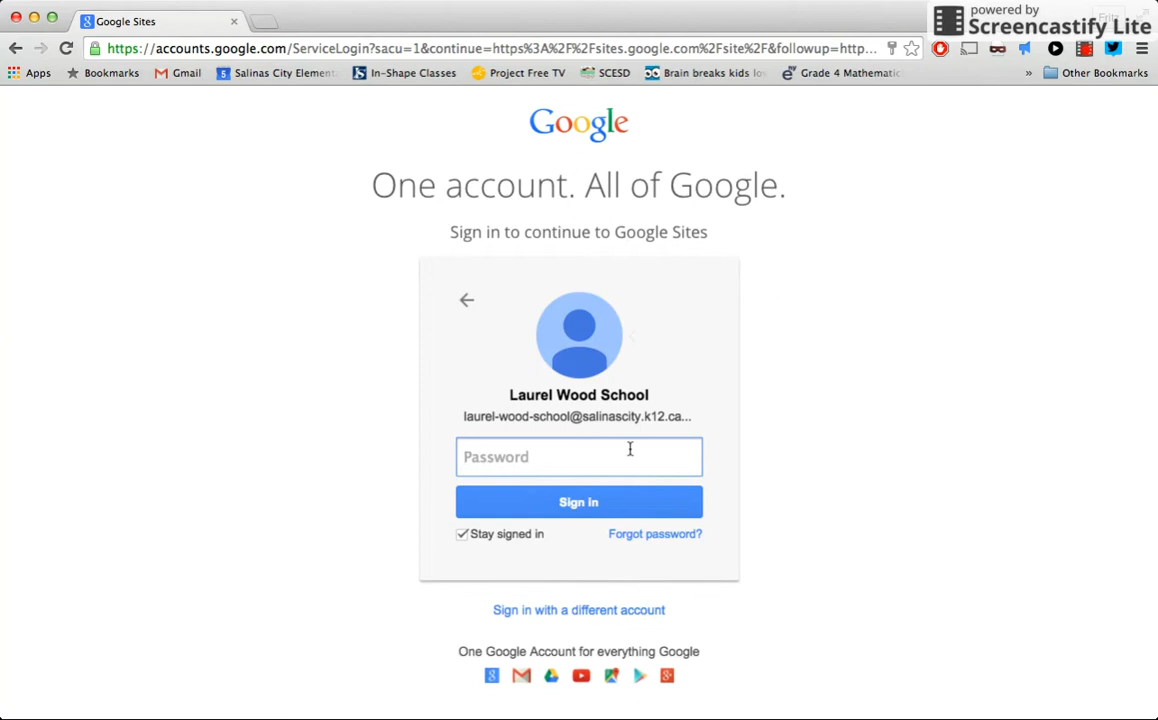 Google Sites
powered by
Screencastify Lite
https://accounts.google.com/ServiceLogin?sacu=1&continue=https%3A%2F%2Fsites.google.com%2Fsite%2F&followup=http...
Apps Bookmarks Gmail Salinas City Element In-Shape Classes Project Free TV SCESD Brain breaks kids lo Grade 4 Mathematic » Other Bookmarks
Google
One account. All of Google.
Sign in to continue to Google Sites
Laurel Wood School
laurel-wood-school@salinascity.k12.ca...
Password
Sign in
Stay signed in Forgot password?
Sign in with a different account
One Google Account for everything Google